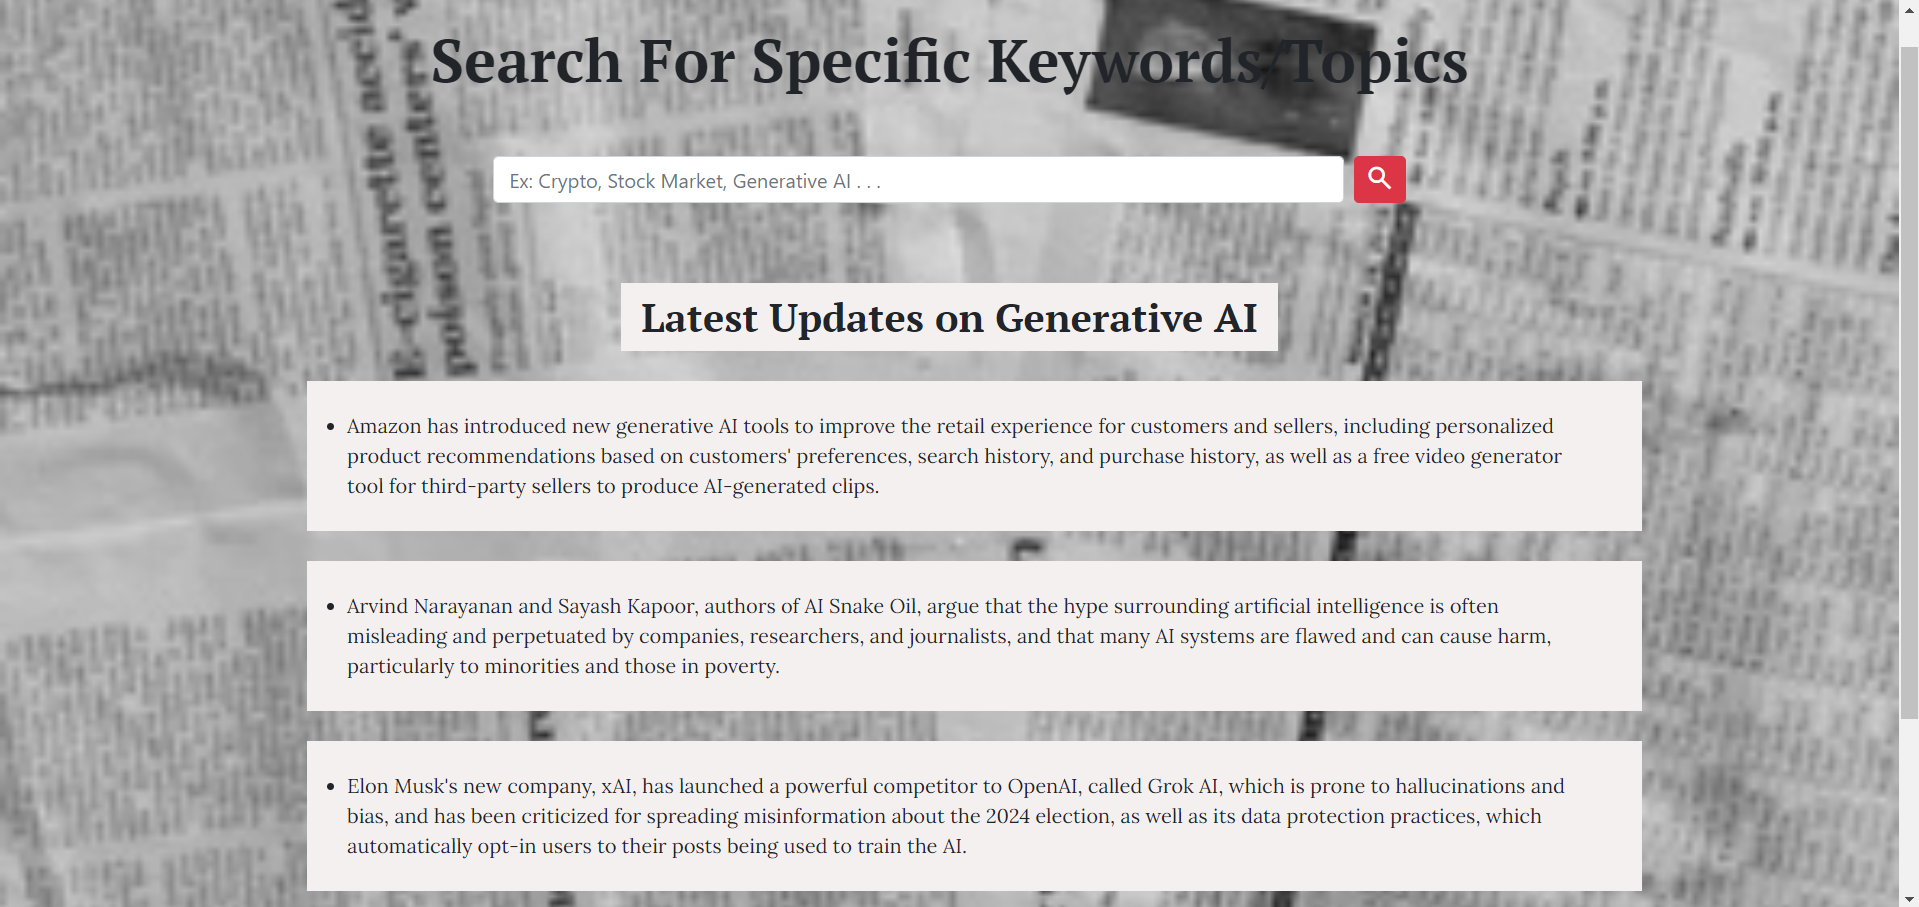 Search For Specific Keywords/Topics
Ex: Crypto, Stock Market, Generative AI . . .
Latest Updates on Generative AI
• Amazon has introduced new generative AI tools to improve the retail experience for customers and sellers, including personalized
product recommendations based on customers' preferences, search history, and purchase history, as well as a free video generator
tool for third-party sellers to produce AI-generated clips.
• Arvind Narayanan and Sayash Kapoor, authors of AI Snake Oil, argue that the hype surrounding artificial intelligence is often
misleading and perpetuated by companies, researchers, and journalists, and that many AI systems are flawed and can cause harm,
particularly to minorities and those in poverty.
• Elon Musk's new company, xAI, has launched a powerful competitor to OpenAI, called Grok AI, which is prone to hallucinations and
bias, and has been criticized for spreading misinformation about the 2024 election, as well as its data protection practices, which
automatically opt-in users to their posts being used to train the AI.